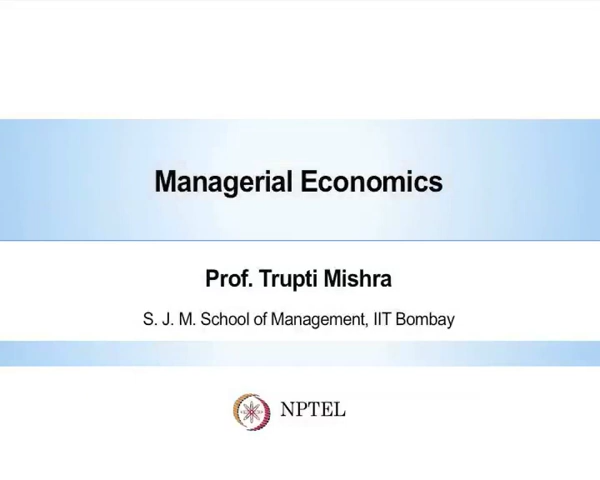 Managerial Economics
Prof. Trupti Mishra
S. J. M. School of Management, IIT Bombay
NPTEL